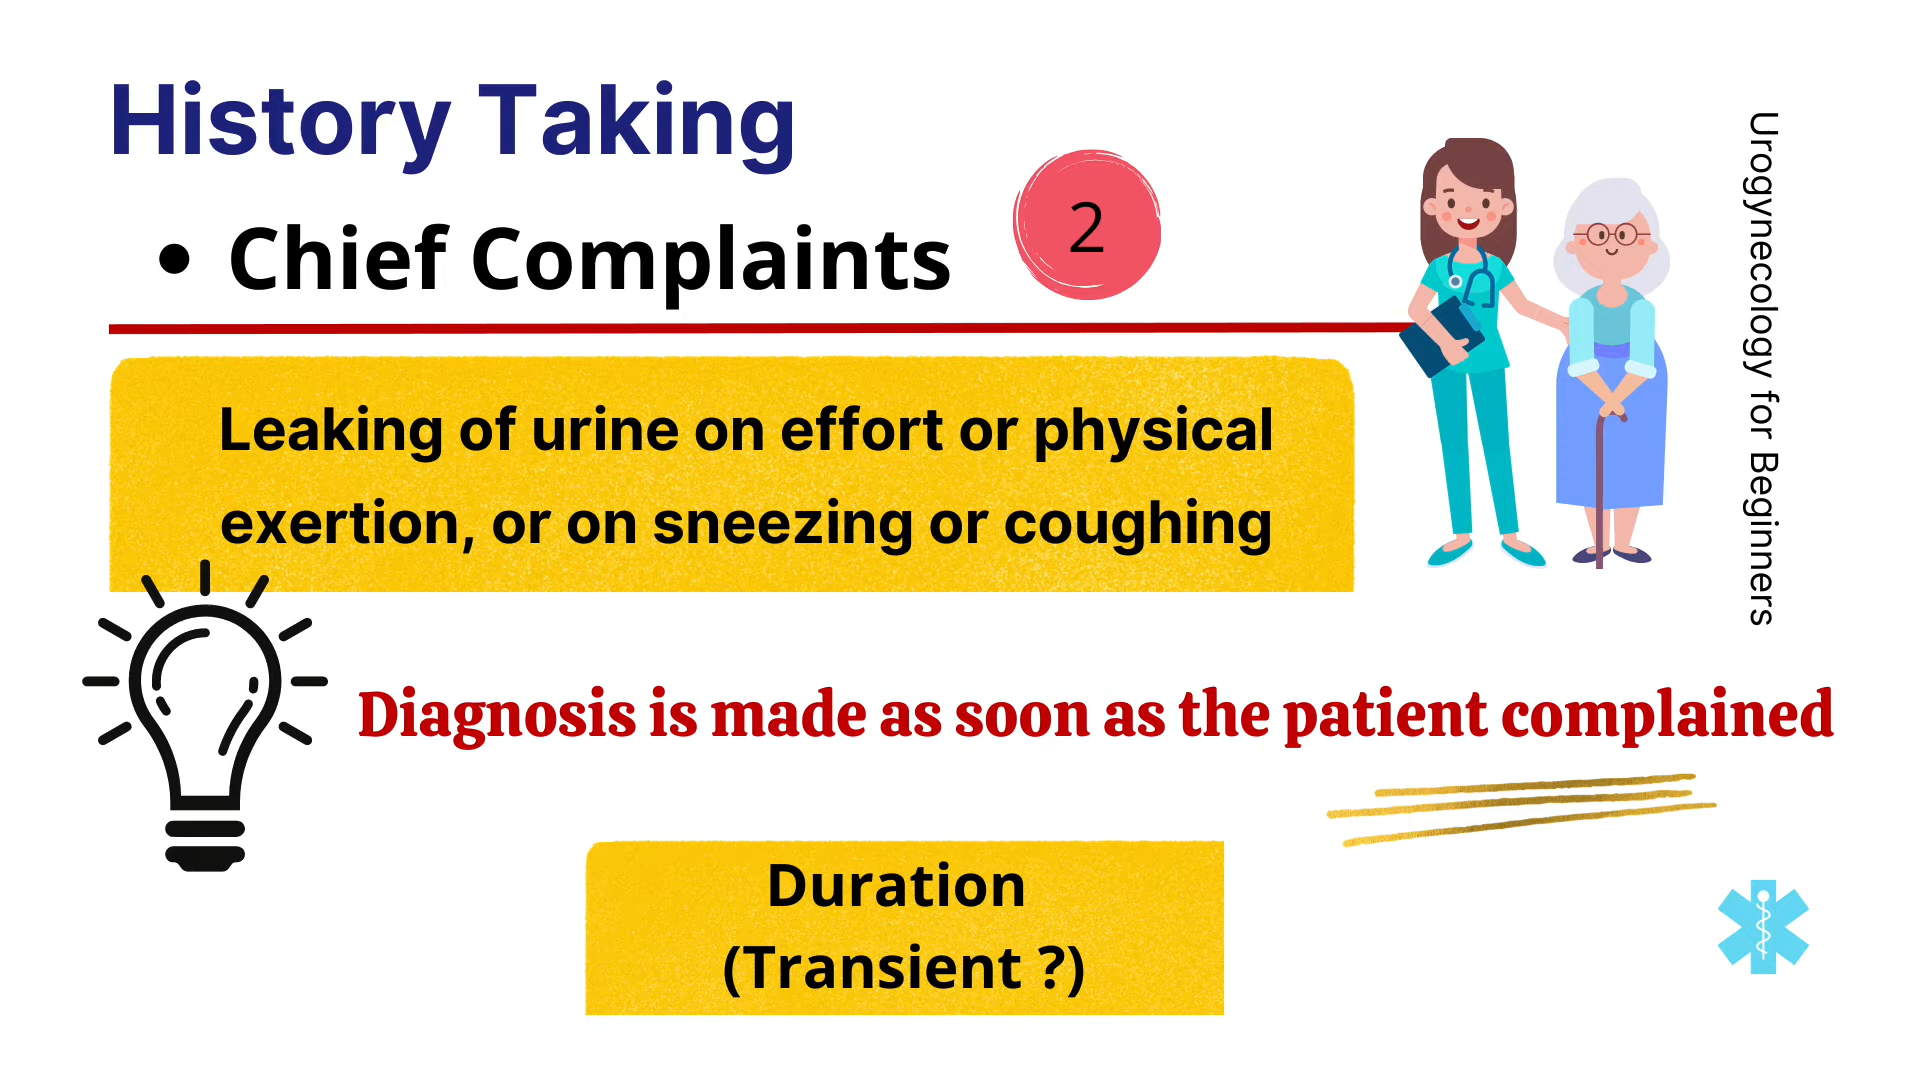 History Taking
• Chief Complaints
2
Leaking of urine on effort or physical
exertion, or on sneezing or coughing
Diagnosis is made as soon as the patient complained
Duration
(Transient ?)
Urogynecology for Beginners